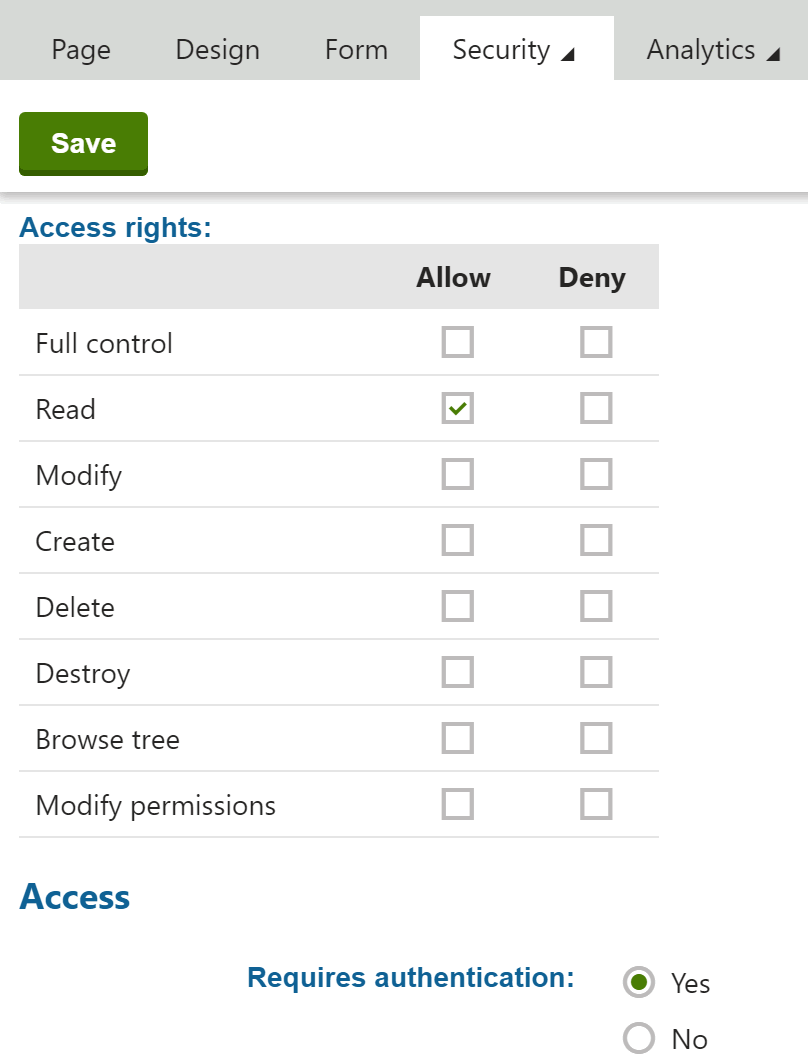 Page Design Form Security Analytics
Save
Access rights:
Allow Deny
Full control
Read
Modify
Create
Delete
Destroy
Browse tree
Modify permissions
Access
Requires authentication: Yes
No